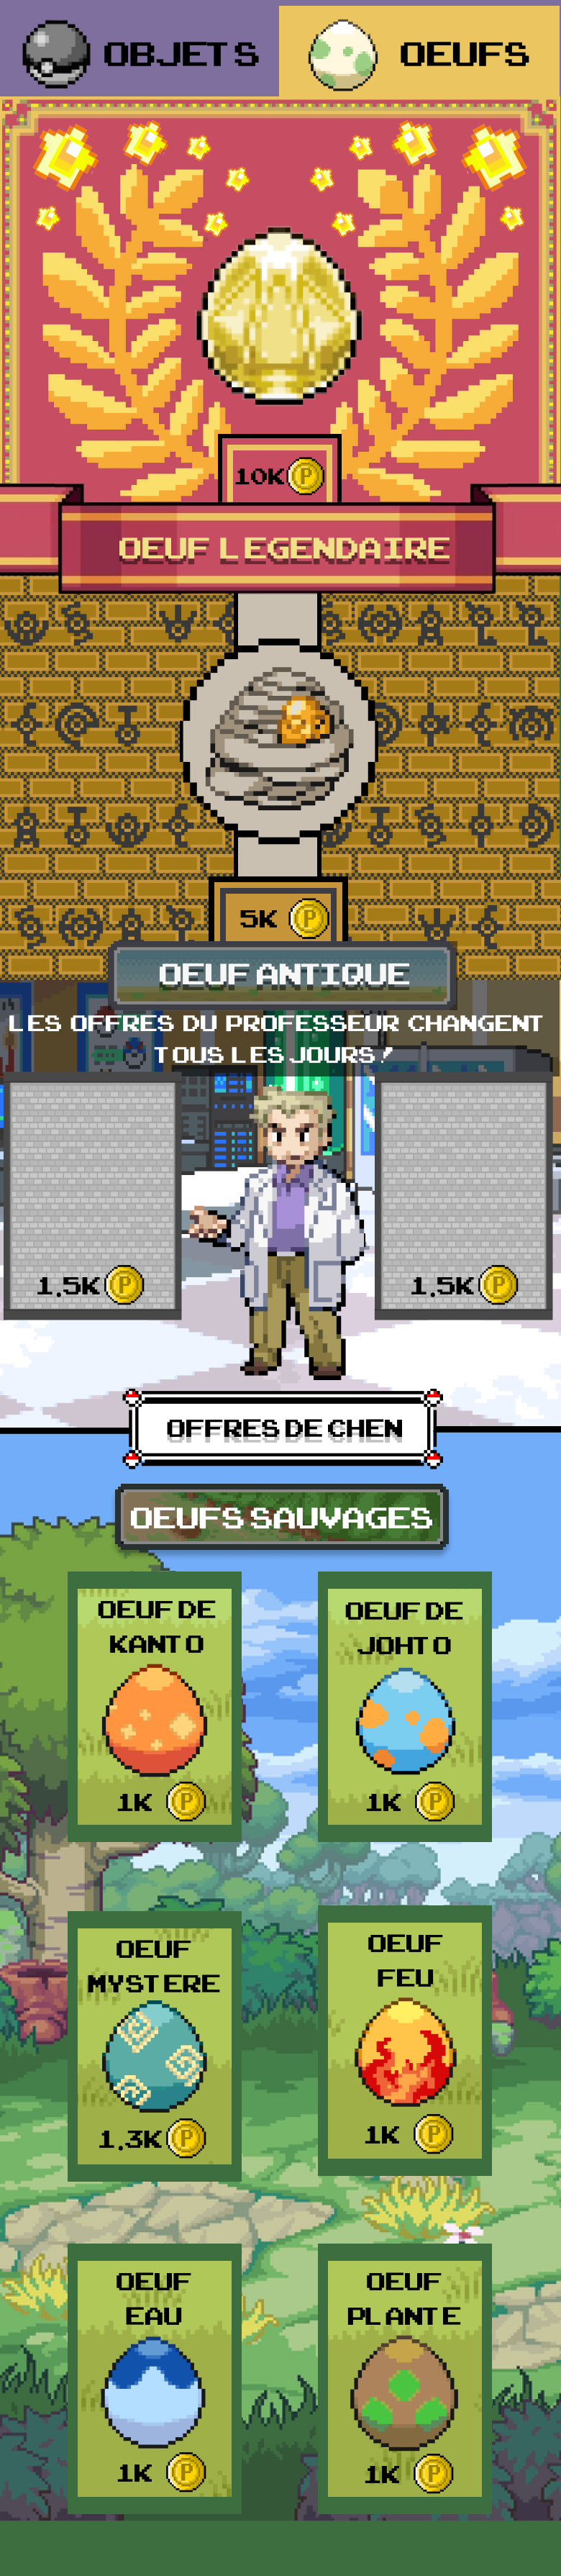 OBJETS
OEUFS
10K
OEUF LEGENDAIRE
5K
OEUF ANTIQUE
LES OFFRES DU PROFESSEUR CHANGENT
TOUS LES JOURS !
1.5K
1.5K
OFFRES DE CHEN
OEUFS SAUVAGES
OEUF DE
KANTO
1K
OEUF DE
JOHTO
1K
OEUF
MYSTERE
1.3K
OEUF
FEU
1K
OEUF
EAU
1K
OEUF
PLANTE
1K